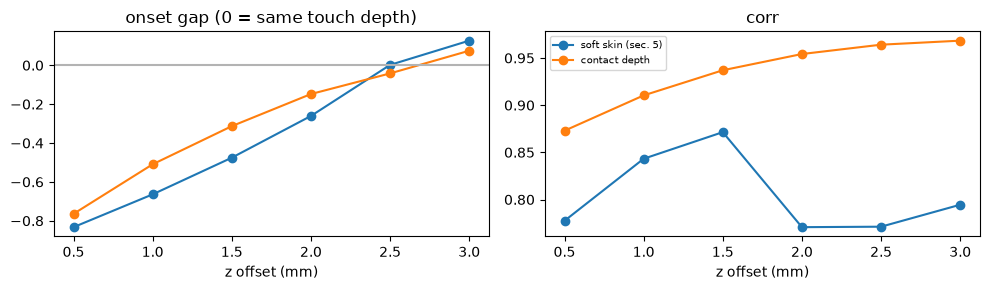 onset gap (0 = same touch depth)
0.0
−0.2
−0.4
−0.6
−0.8
0.5 1.0 1.5 2.0 2.5 3.0
z offset (mm)
corr
soft skin (sec. 5)
contact depth
0.95
0.90
0.85
0.80
0.5 1.0 1.5 2.0 2.5 3.0
z offset (mm)